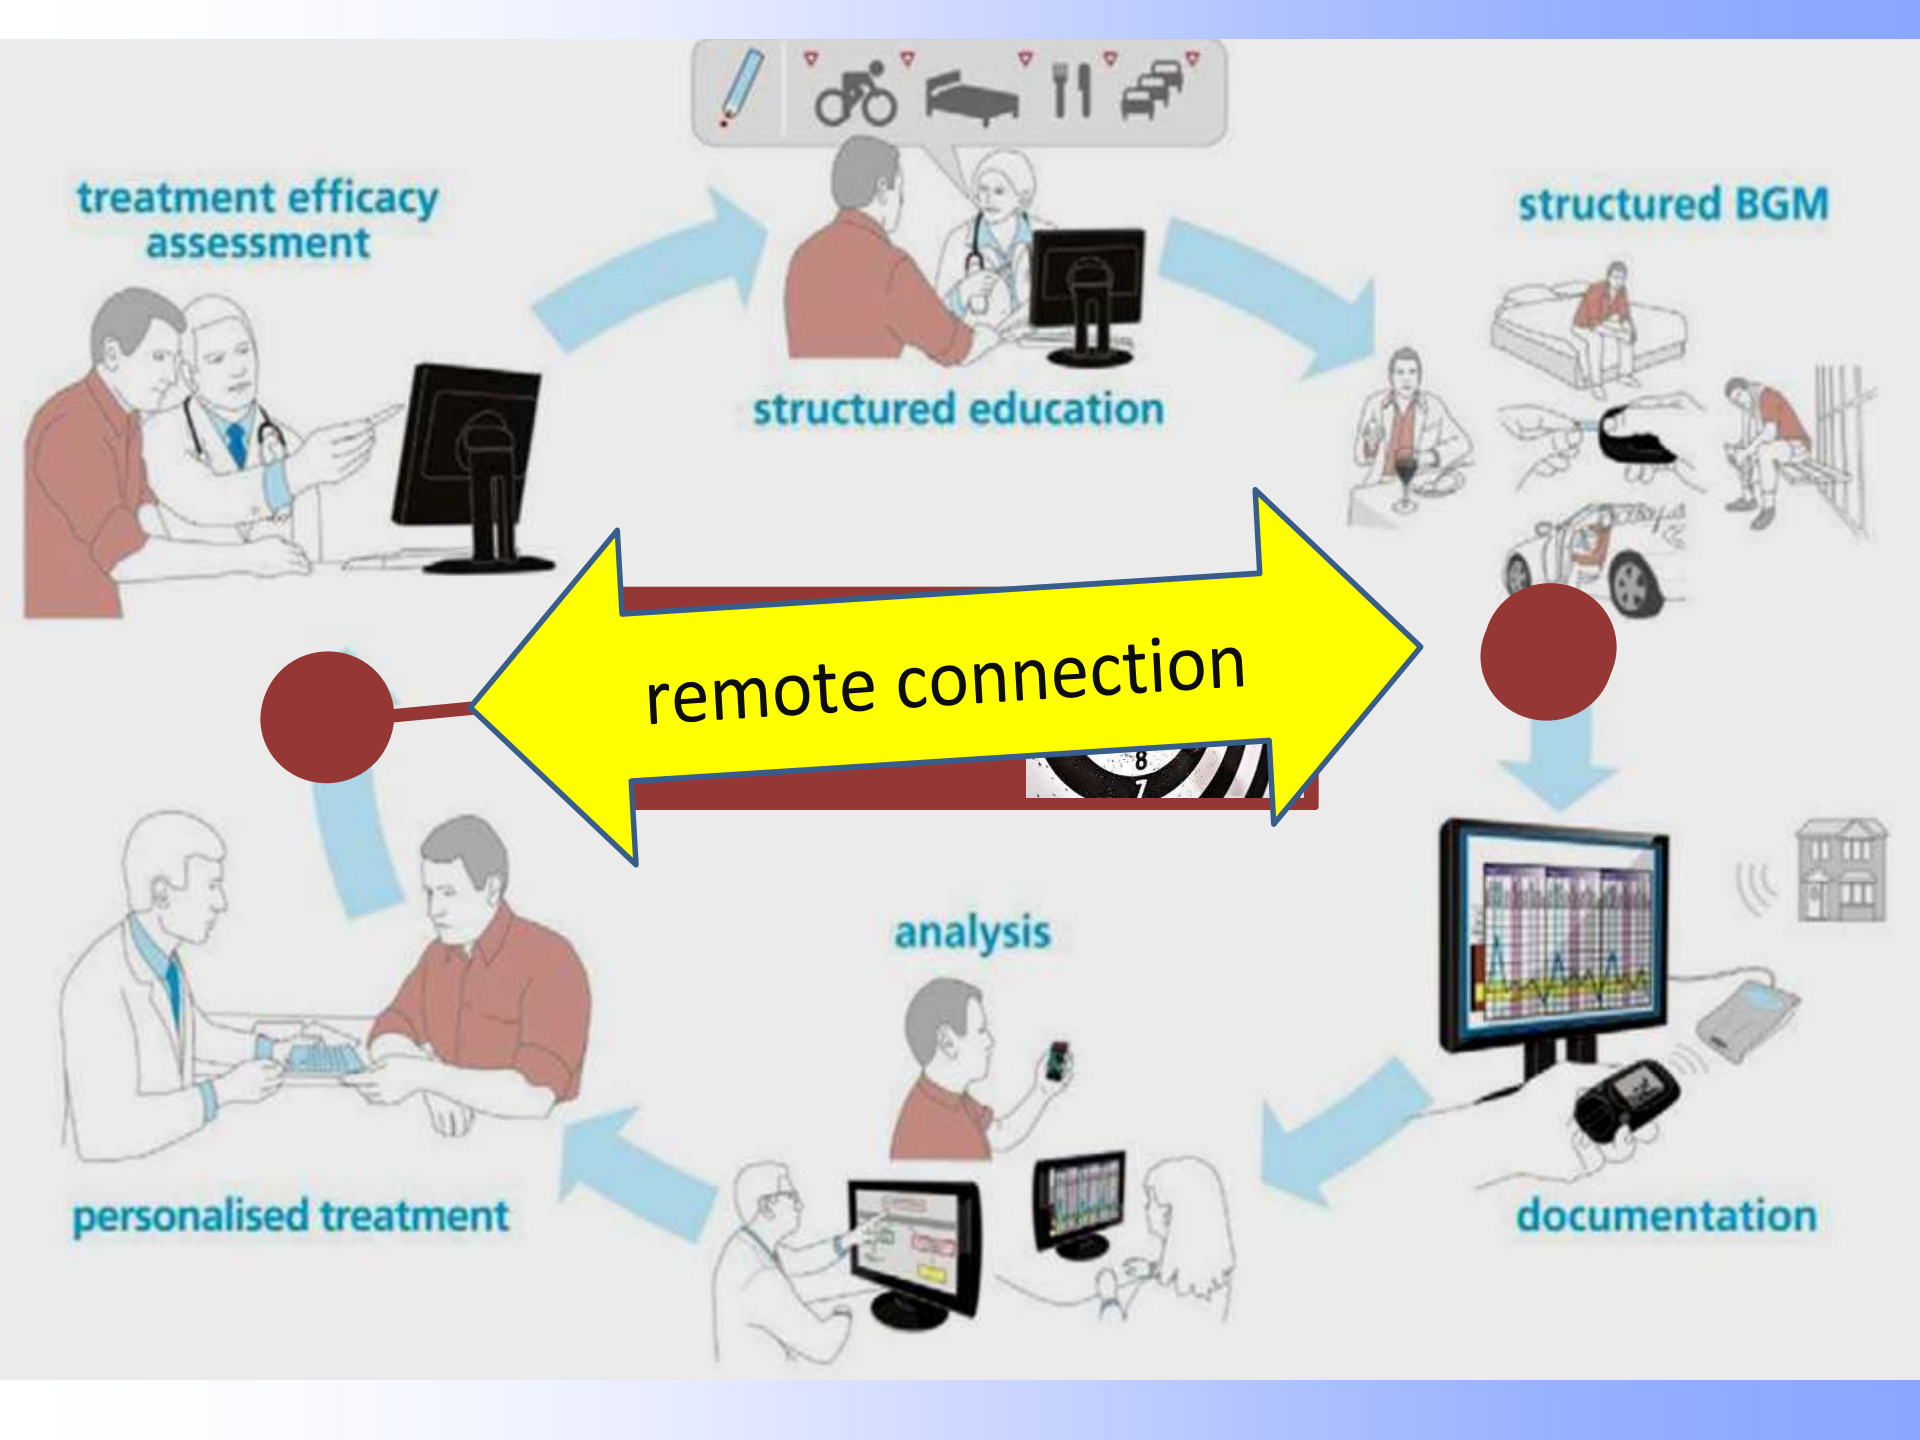 treatment efficacy
assessment
structured education
structured BGM
remote connection
8
7
analysis
personalised treatment
documentation